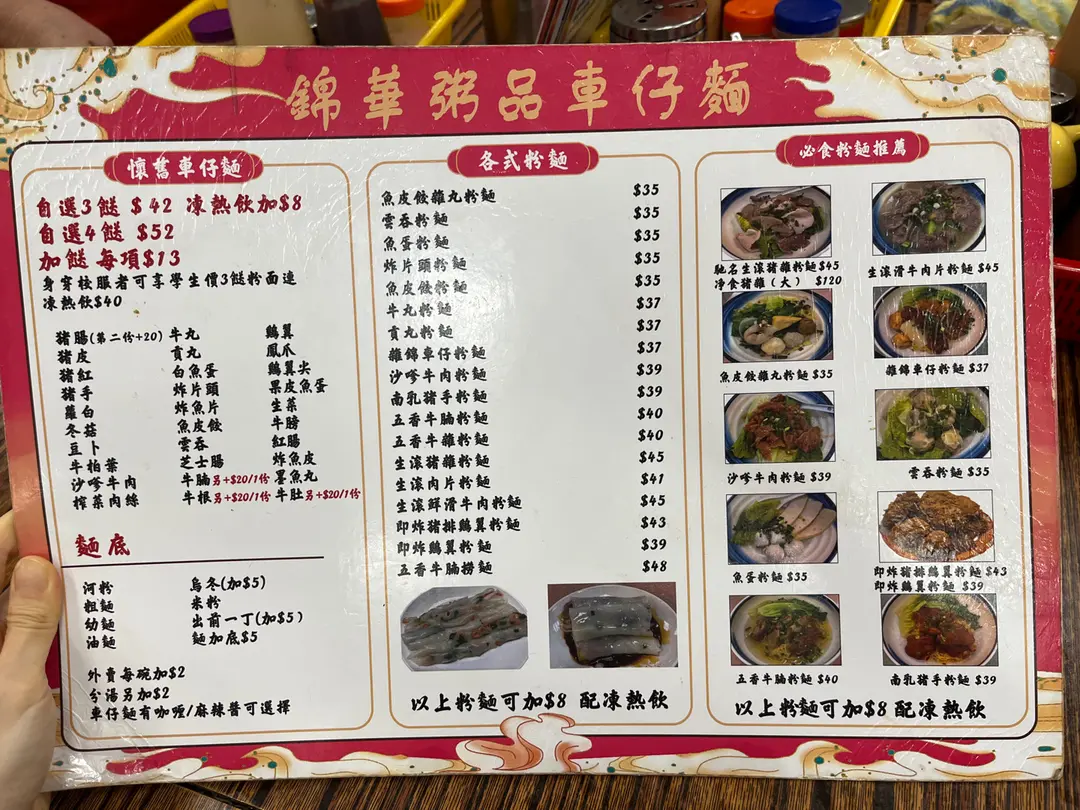 錦華粥品車仔麵
懷舊車仔麵
自選3餸 $42 凍熱飲加$8
自選4餸 $52
加餸 每項$13
身穿校服者可享學生價3餸粉面連
凍熱飲$40
豬腸(第二份+20) 牛丸 鷄翼
豬皮 貢丸 鳳爪
豬紅 白魚蛋 鷄翼尖
豬手 炸片頭 果皮魚蛋
蘿白 炸魚片 生菜
冬菇 魚皮餃 牛膀
豆卜 雲吞 紅腸
牛柏葉 芝士腸 炸魚皮
沙嗲牛肉 牛腩另+$20/1份 墨魚丸
榨菜肉絲 牛根另+$20/1份 牛肚另+$20/1份
麵底
河粉 烏冬(加$5)
粗麵 米粉
幼麵 出前一丁(加$5)
油麵 麵加底$5
外賣每碗加$2
分湯另加$2
車仔麵有咖喱/麻辣醬可選擇
各式粉麵
魚皮餃雜丸粉麵 $35
雲吞粉麵 $35
魚蛋粉麵 $35
炸片頭粉麵 $35
魚皮餃粉麵 $35
牛丸粉麵 $37
貢丸粉麵 $37
雜錦車仔粉麵 $37
沙嗲牛肉粉麵 $39
南乳豬手粉麵 $39
五香牛腩粉麵 $40
五香牛雜粉麵 $40
生滾豬雜粉麵 $45
生滾肉片粉麵 $41
生滾鮮滑牛肉粉麵 $45
即炸豬排鷄翼粉麵 $43
即炸鷄翼粉麵 $39
五香牛腩撈麵 $48
以上粉麵可加$8 配凍熱飲
必食粉麵推薦
馳名生滾豬雜粉麵$45
净食豬雜(大) $120
生滾滑牛肉片粉麵 $45
魚皮餃雜丸粉麵 $35
雜錦車仔粉麵 $37
沙嗲牛肉粉麵 $39
雲吞粉麵 $35
魚蛋粉麵 $35
即炸豬排鷄翼粉麵 $43
即炸鷄翼粉麵 $39
五香牛腩粉麵 $40
南乳豬手粉麵 $39
以上粉麵可加$8 配凍熱飲